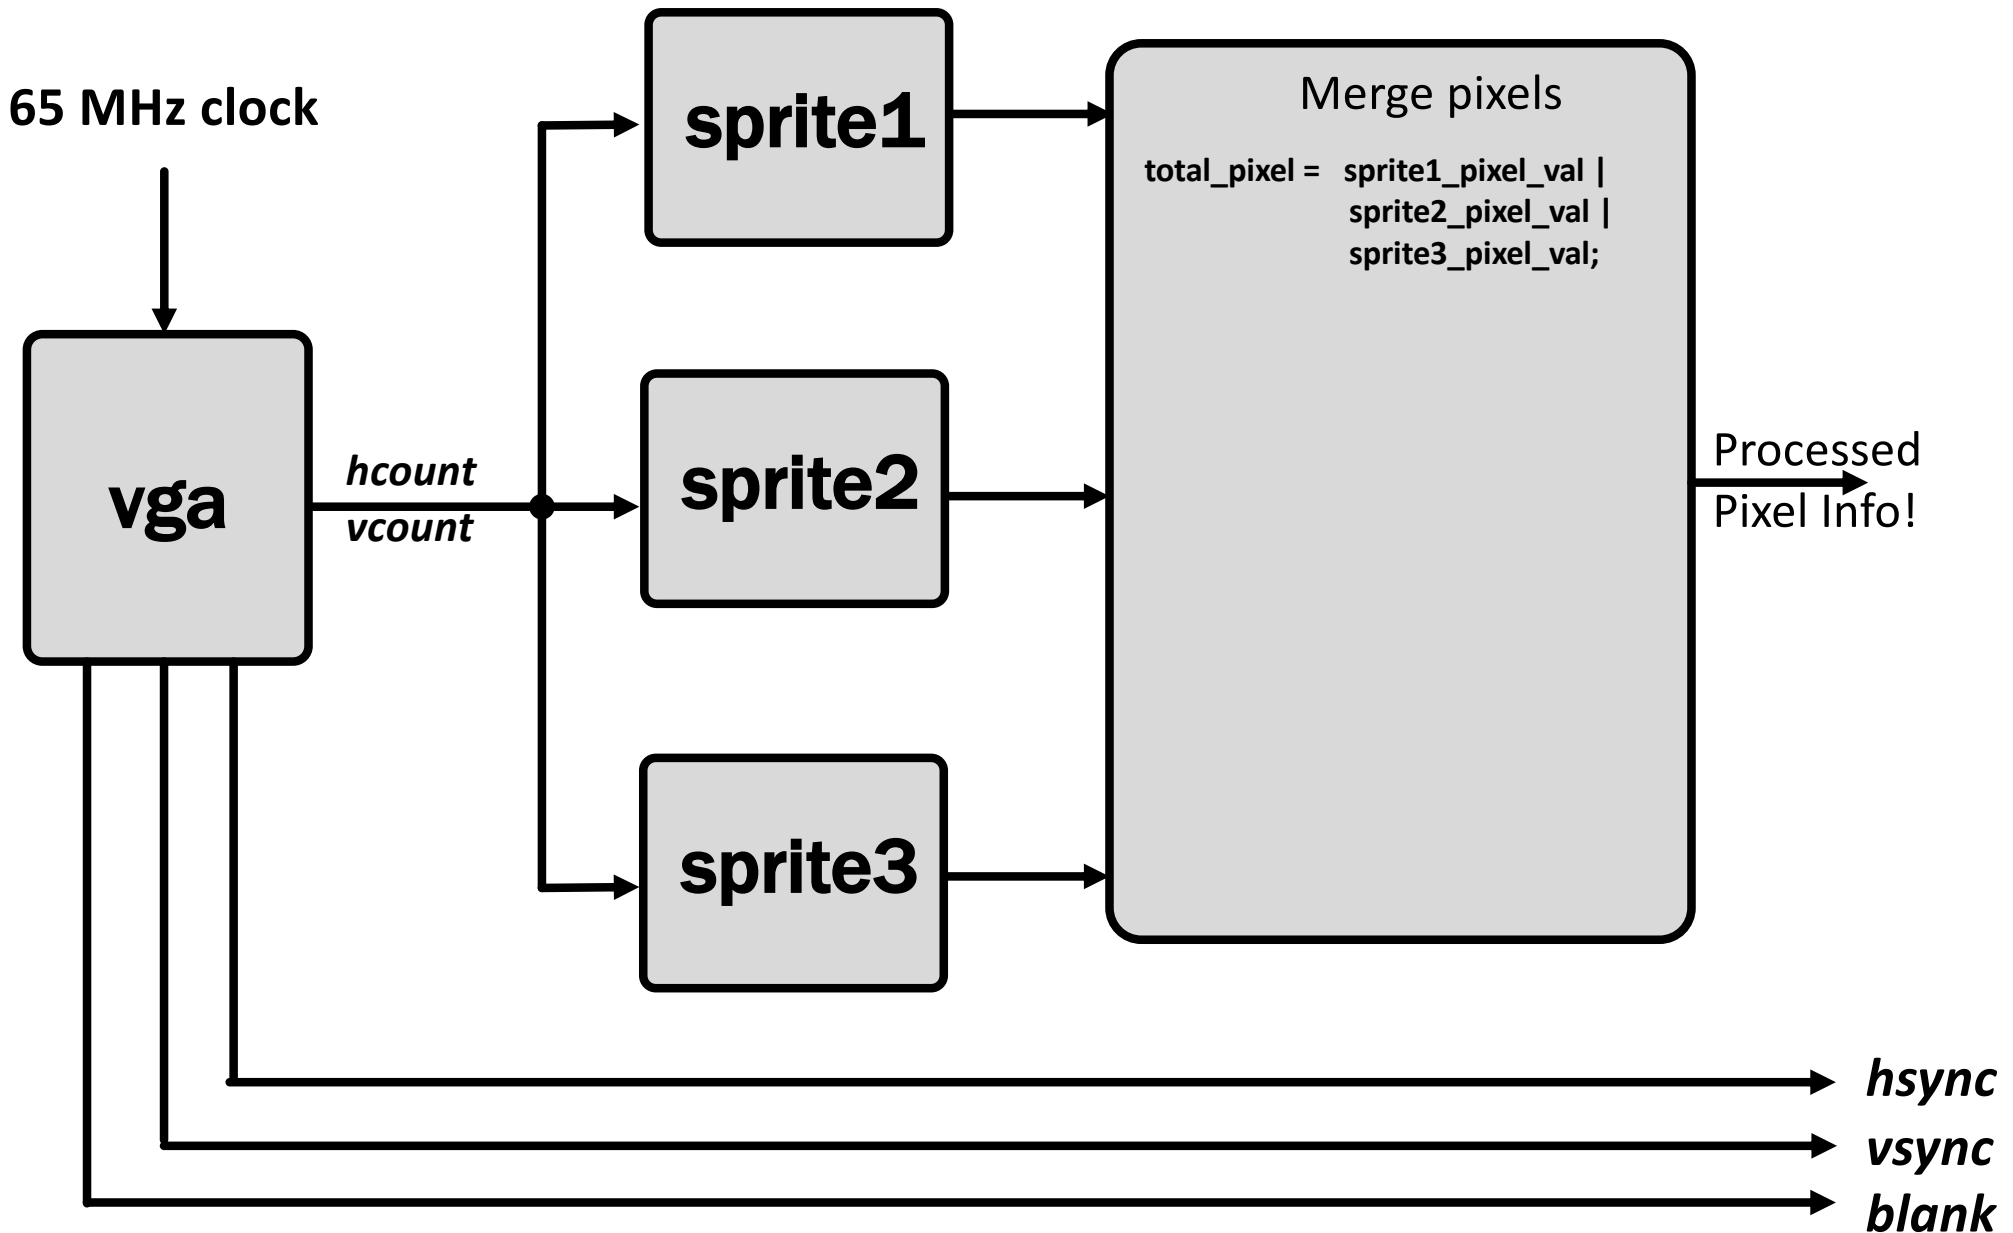 65 MHz clock
vga
hcount
vcount
sprite1
sprite2
sprite3
Merge pixels
total_pixel = sprite1_pixel_val |
sprite2_pixel_val |
sprite3_pixel_val;
Processed
Pixel Info!
hsync
vsync
blank